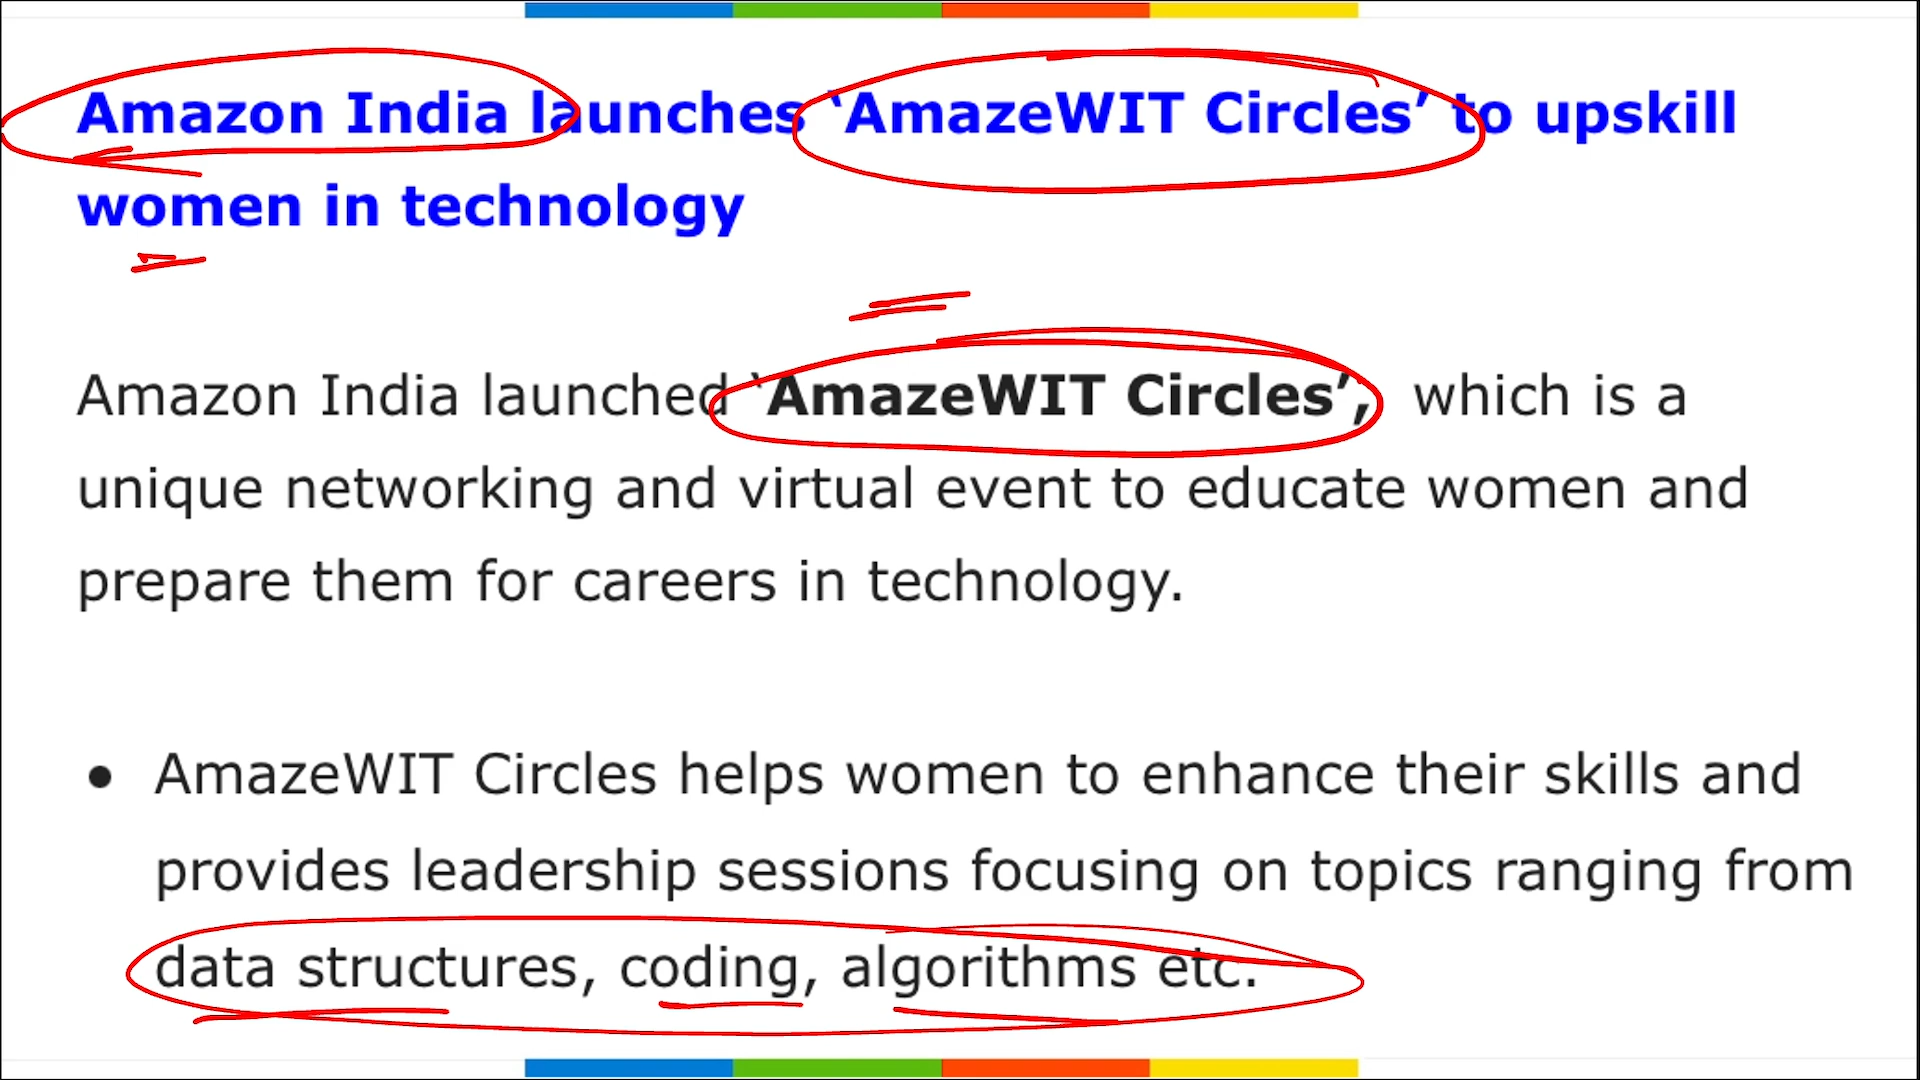 Amazon India launches ‘AmazeWIT Circles’ to upskill
women in technology
Amazon India launched ‘AmazeWIT Circles’, which is a
unique networking and virtual event to educate women and
prepare them for careers in technology.
• AmazeWIT Circles helps women to enhance their skills and
provides leadership sessions focusing on topics ranging from
data structures, coding, algorithms etc.